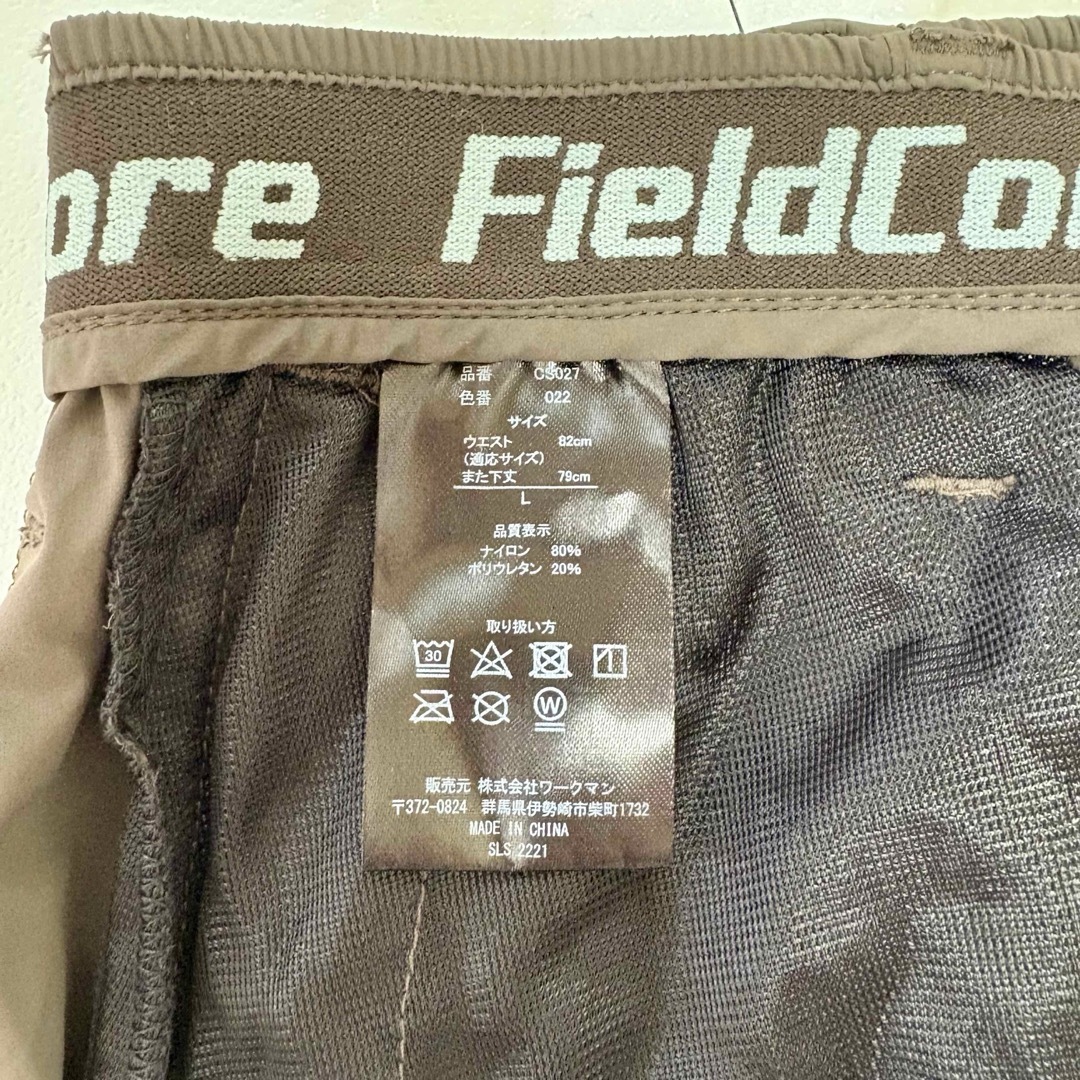 ore FieldCor
品番 CS027
色番 022
サイズ
ウエスト 82cm
(適応サイズ)
また下丈 79cm
L
品質表示
ナイロン 80%
ポリウレタン 20%
取り扱い方
30
W
販売元 株式会社ワークマン
〒372-0824 群馬県伊勢崎市柴町1732
MADE IN CHINA
SLS 2221